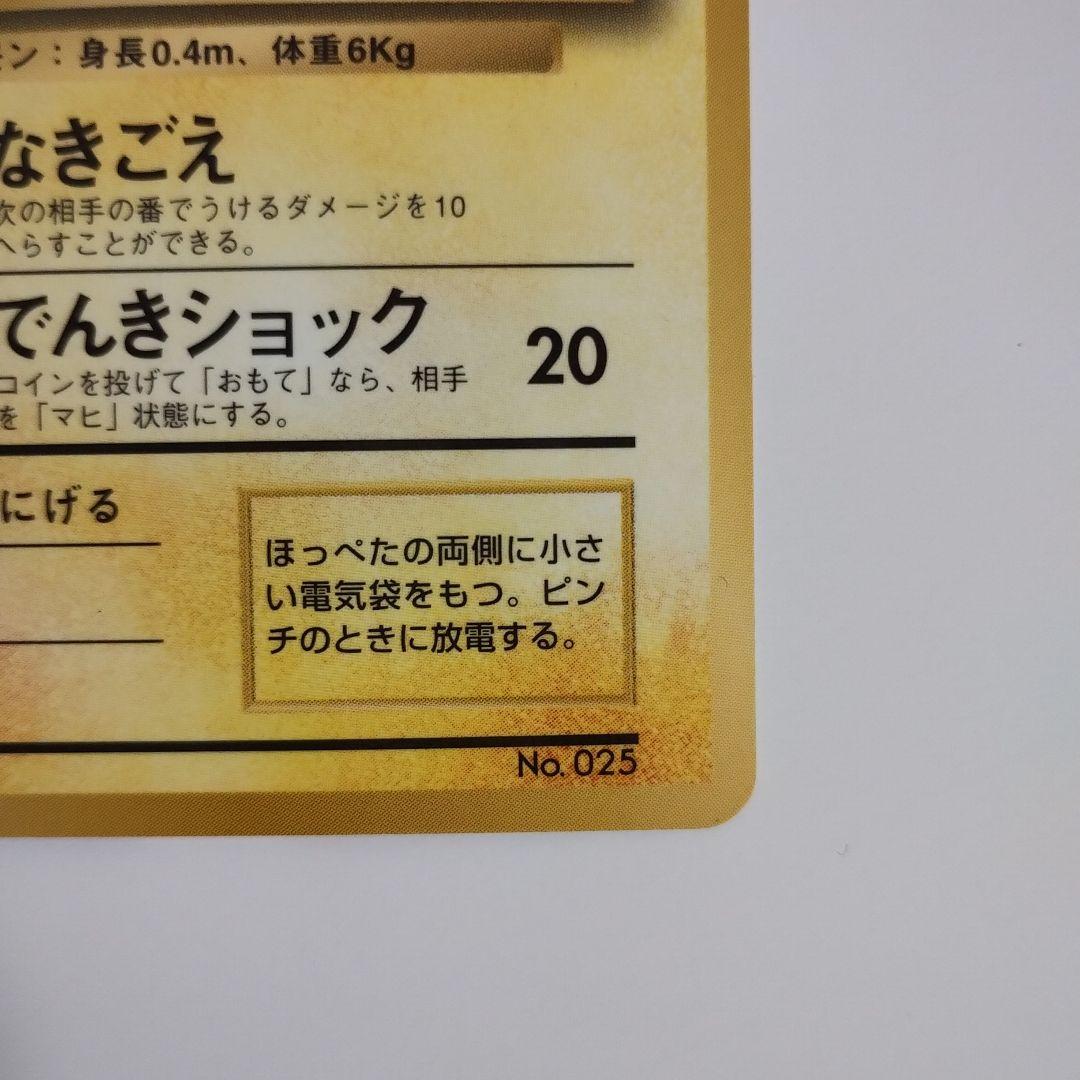 モン：身長0.4m、体重6Kg
なきごえ
次の相手の番でうけるダメージを10
へらすことができる。
でんきショック
20
コインを投げて「おもて」なら、相手
を「マヒ」状態にする。
にげる
ほっぺたの両側に小さ
い電気袋をもつ。ピン
チのときに放電する。
No. 025